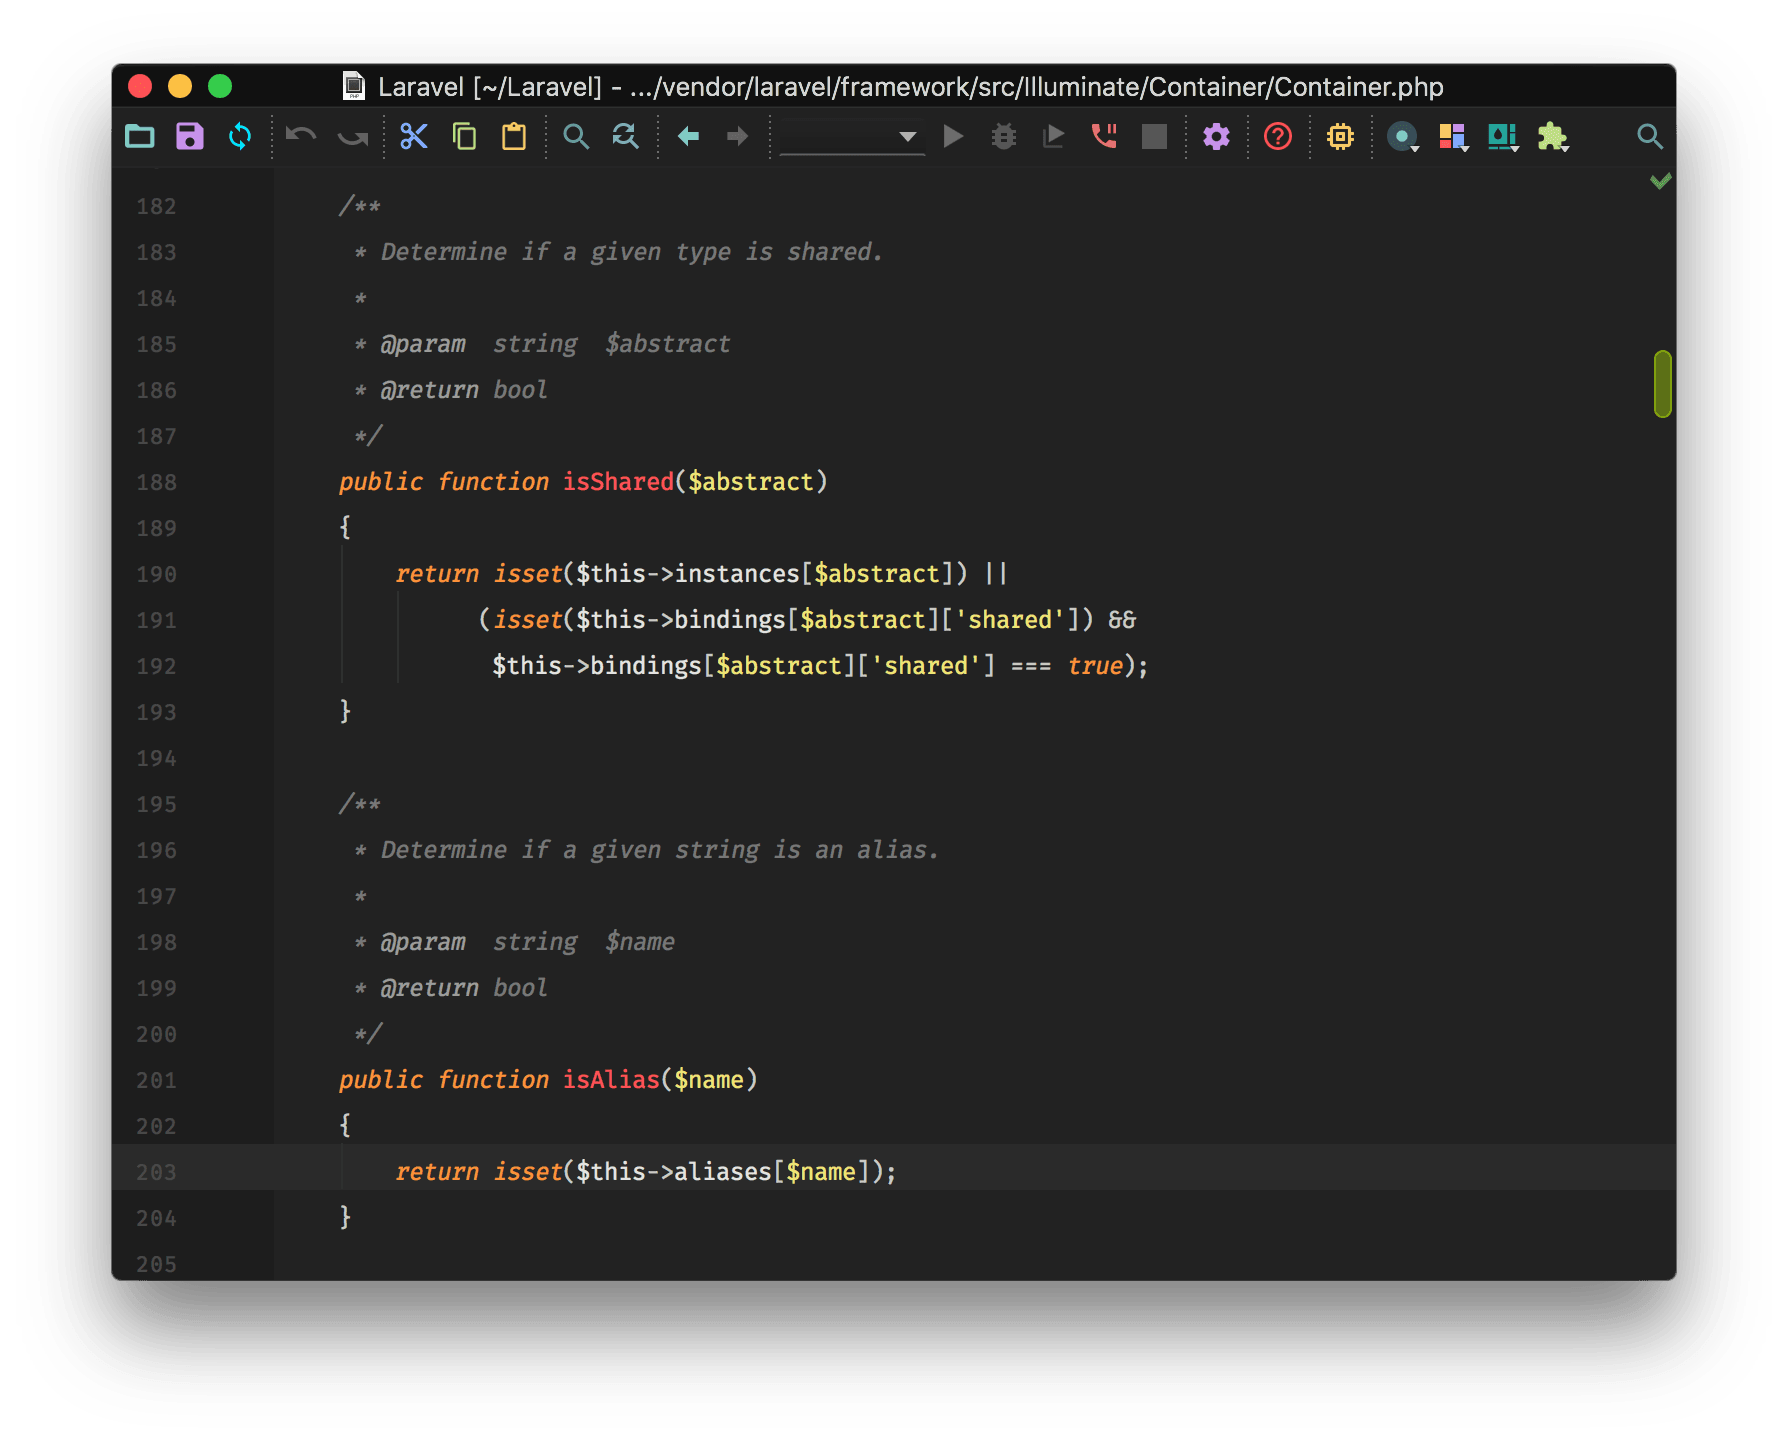 Laravel [~/Laravel] - .../vendor/laravel/framework/src/Illuminate/Container/Container.php
182 /**
183 * Determine if a given type is shared.
184 *
185 * @param  string  $abstract
186 * @return bool
187 */
188 public function isShared($abstract)
189 {
190 return isset($this->instances[$abstract]) ||
191 (isset($this->bindings[$abstract]['shared']) &&
192 $this->bindings[$abstract]['shared'] === true);
193 }
194
195 /**
196 * Determine if a given string is an alias.
197 *
198 * @param  string  $name
199 * @return bool
200 */
201 public function isAlias($name)
202 {
203 return isset($this->aliases[$name]);
204 }
205